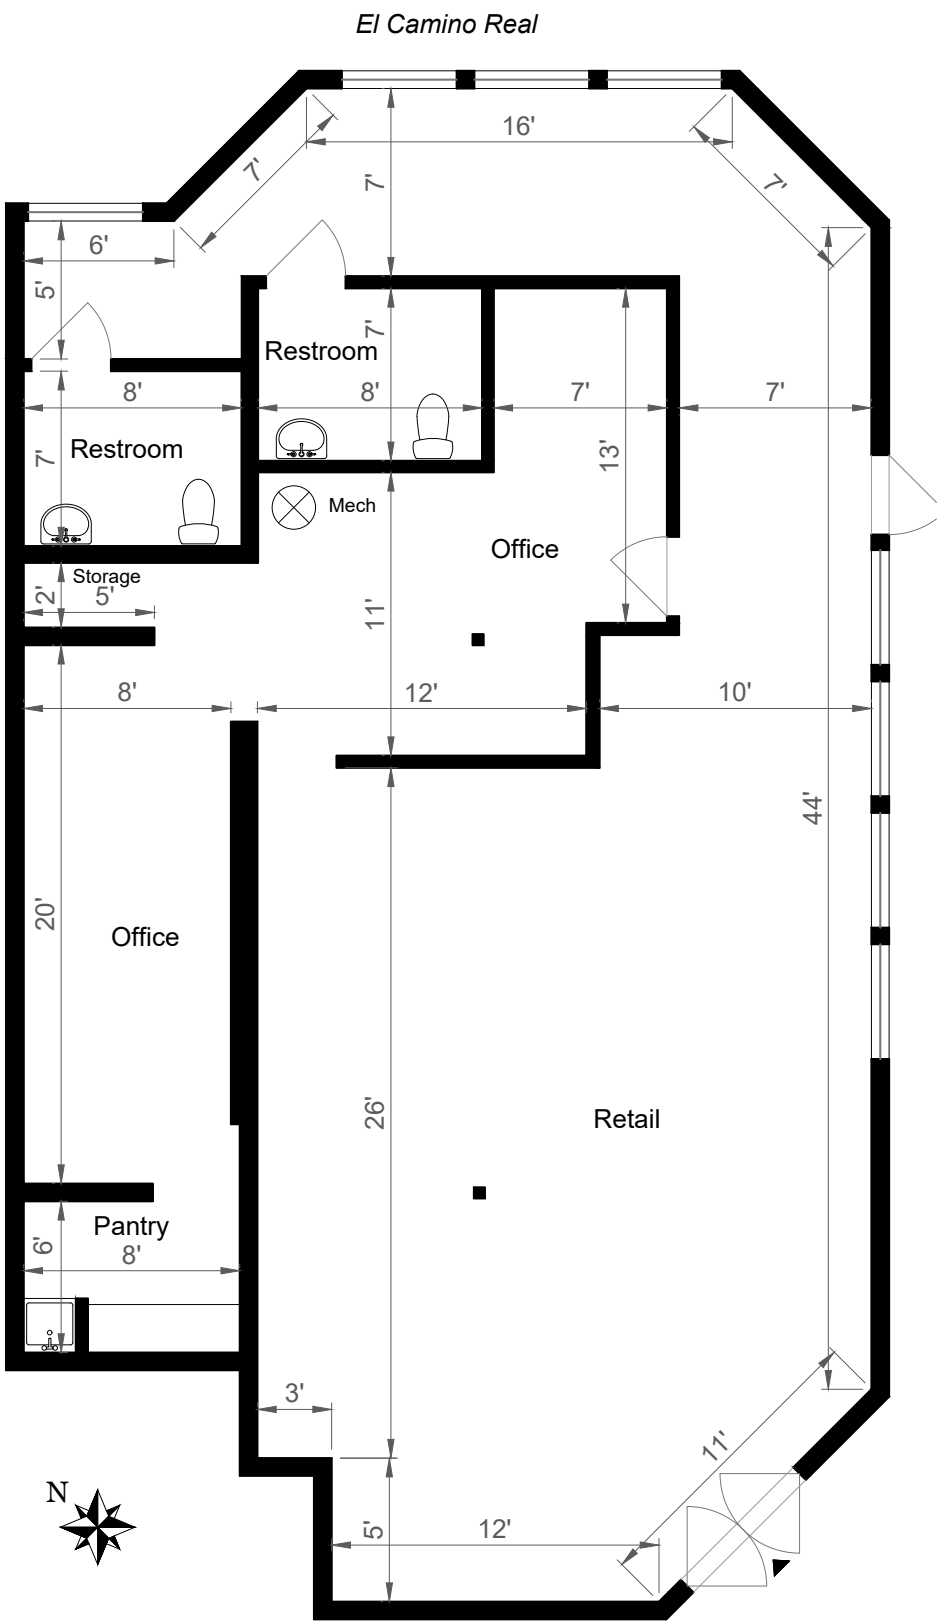 El Camino Real
16'
7'
7'
7'
6'
5'
7'
Restroom
8'
8'
7'
7'
Restroom
7'
13'
Mech
Office
Storage
2'
5'
11'
8'
12'
10'
44'
20'
Office
26'
Retail
Pantry
6'
8'
3'
11'
N
5'
12'